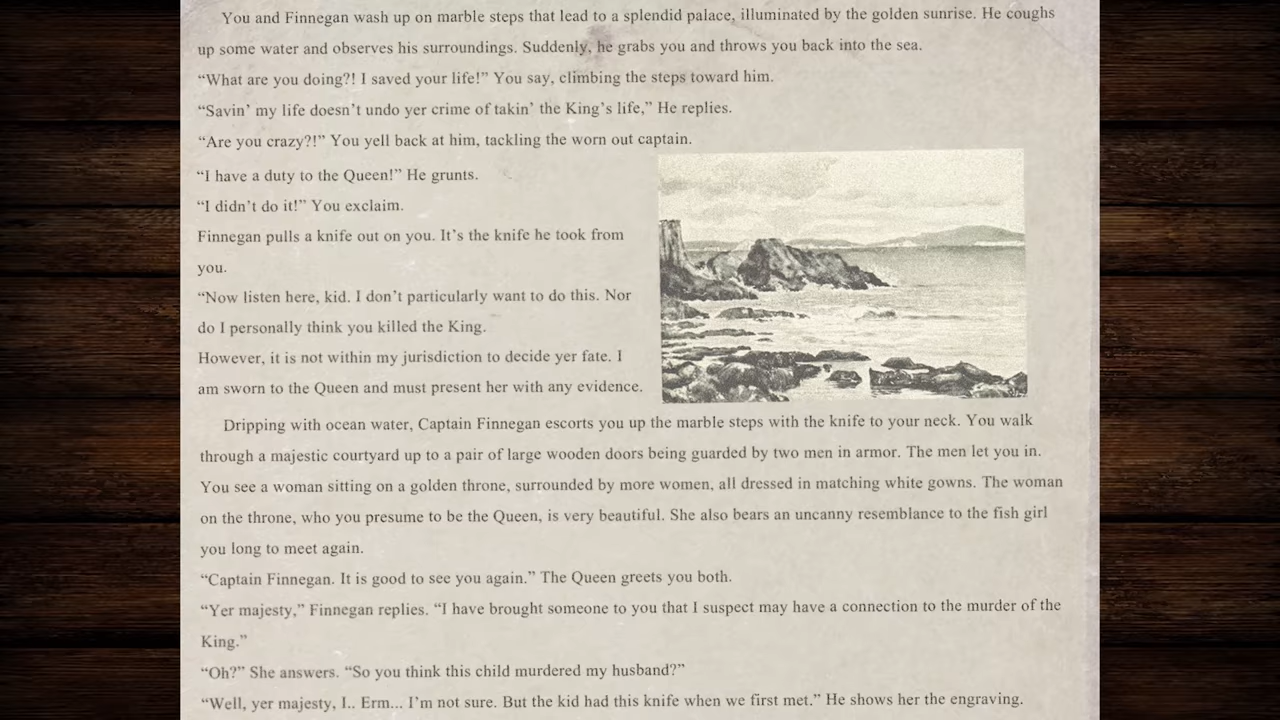 You and Finnegan wash up on marble steps that lead to a splendid palace, illuminated by the golden sunrise. He coughs
up some water and observes his surroundings. Suddenly, he grabs you and throws you back into the sea.
“What are you doing?! I saved your life!” You say, climbing the steps toward him.
“Savin’ my life doesn’t undo yer crime of takin’ the King’s life,” He replies.
“Are you crazy?!” You yell back at him, tackling the worn out captain.
“I have a duty to the Queen!” He grunts.
“I didn’t do it!” You exclaim.
Finnegan pulls a knife out on you. It’s the knife he took from
you.
“Now listen here, kid. I don’t particularly want to do this. Nor
do I personally think you killed the King.
However, it is not within my jurisdiction to decide yer fate. I
am sworn to the Queen and must present her with any evidence.
Dripping with ocean water, Captain Finnegan escorts you up the marble steps with the knife to your neck. You walk
through a majestic courtyard up to a pair of large wooden doors being guarded by two men in armor. The men let you in.
You see a woman sitting on a golden throne, surrounded by more women, all dressed in matching white gowns. The woman
on the throne, who you presume to be the Queen, is very beautiful. She also bears an uncanny resemblance to the fish girl
you long to meet again.
“Captain Finnegan. It is good to see you again.” The Queen greets you both.
“Yer majesty,” Finnegan replies. “I have brought someone to you that I suspect may have a connection to the murder of the
King.”
“Oh?” She answers. “So you think this child murdered my husband?”
“Well, yer majesty, I.. Erm... I’m not sure. But the kid had this knife when we first met.” He shows her the engraving.